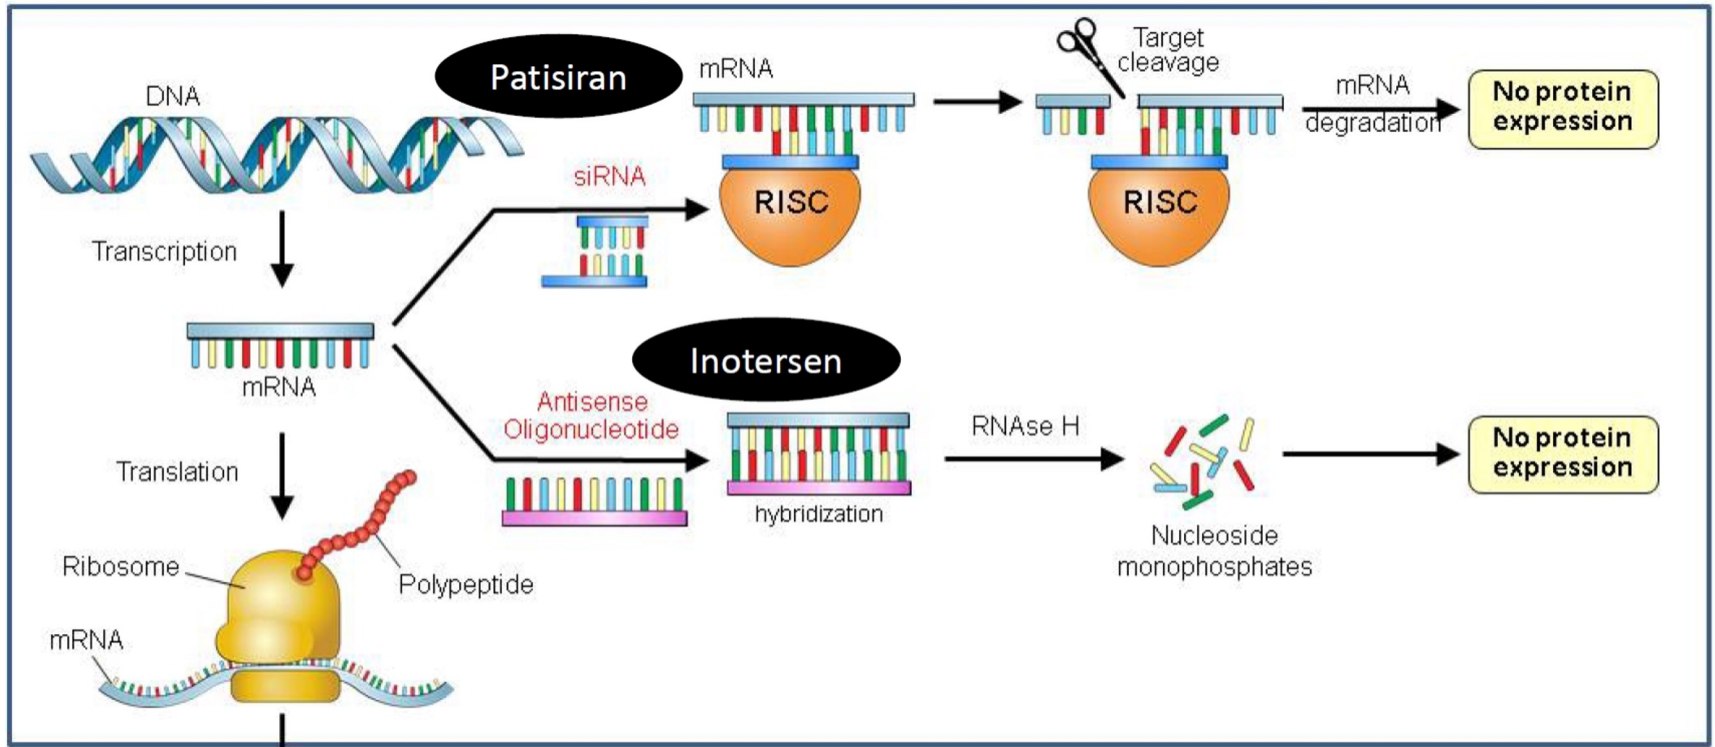 DNA
Patisiran
mRNA
Target
cleavage
mRNA
degradation
No protein
expression
siRNA
RISC
RISC
Transcription
mRNA
Inotersen
Antisense
Oligonucleotide
RNAse H
No protein
expression
hybridization
Nucleoside
monophosphates
Translation
Ribosome
Polypeptide
mRNA